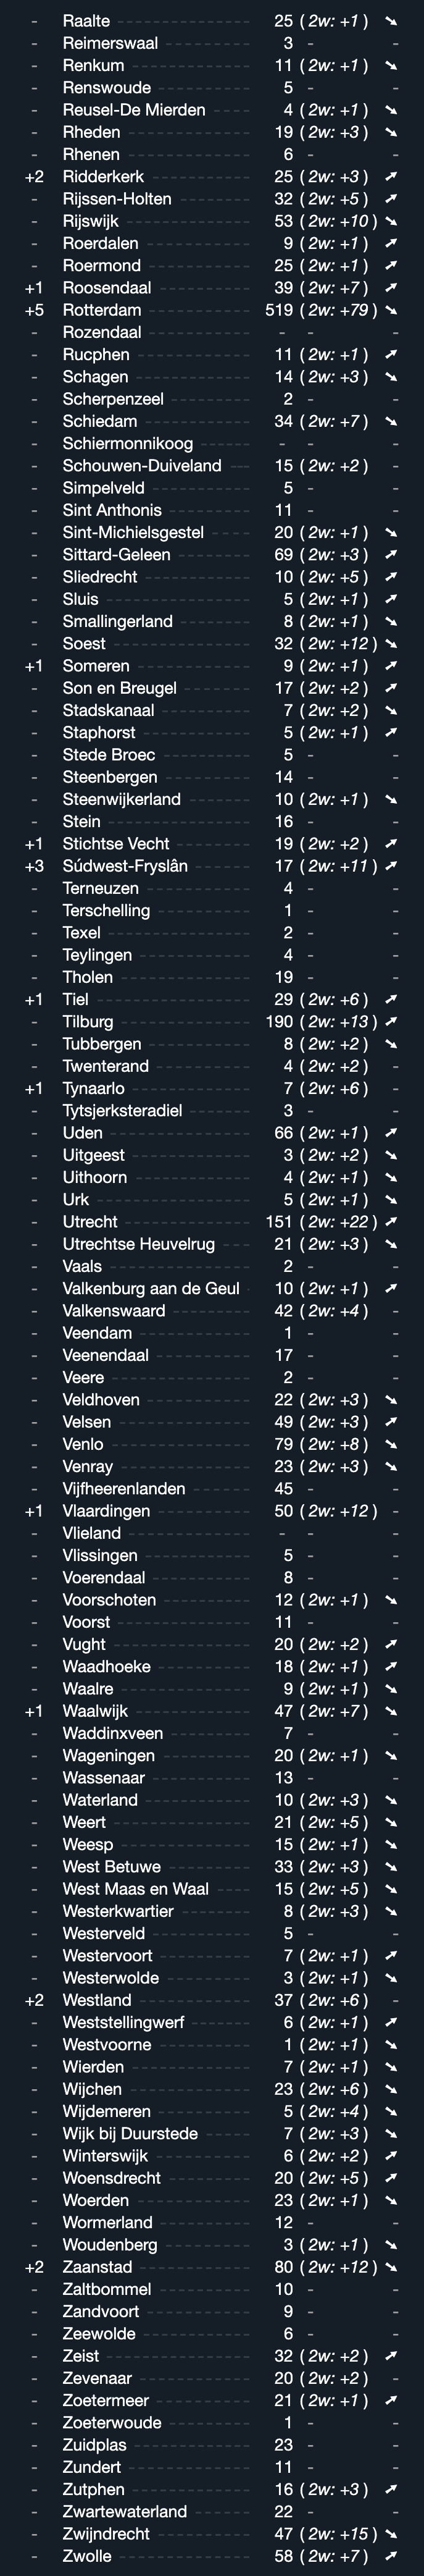 - Raalte 25 ( 2w: +1 ) ➘
- Reimerswaal 3 - -
- Renkum 11 ( 2w: +1 ) ➘
- Renswoude 5 - -
- Reusel-De Mierden 4 ( 2w: +1 ) ➘
- Rheden 19 ( 2w: +3 ) ➘
- Rhenen 6 - -
+2 Ridderkerk 25 ( 2w: +3 ) ➚
- Rijssen-Holten 32 ( 2w: +5 ) ➚
- Rijswijk 53 ( 2w: +10 ) ➘
- Roerdalen 9 ( 2w: +1 ) ➚
- Roermond 25 ( 2w: +1 ) ➚
+1 Roosendaal 39 ( 2w: +7 ) ➚
+5 Rotterdam 519 ( 2w: +79 ) ➘
- Rozendaal - - -
- Rucphen 11 ( 2w: +1 ) ➚
- Schagen 14 ( 2w: +3 ) ➘
- Scherpenzeel 2 - -
- Schiedam 34 ( 2w: +7 ) ➘
- Schiermonnikoog - - -
- Schouwen-Duiveland 15 ( 2w: +2 ) -
- Simpelveld 5 - -
- Sint Anthonis 11 - -
- Sint-Michielsgestel 20 ( 2w: +1 ) ➘
- Sittard-Geleen 69 ( 2w: +3 ) ➚
- Sliedrecht 10 ( 2w: +5 ) ➚
- Sluis 5 ( 2w: +1 ) ➚
- Smallingerland 8 ( 2w: +1 ) ➘
- Soest 32 ( 2w: +12 ) ➘
+1 Someren 9 ( 2w: +1 ) ➚
- Son en Breugel 17 ( 2w: +2 ) ➚
- Stadskanaal 7 ( 2w: +2 ) ➘
- Staphorst 5 ( 2w: +1 ) ➚
- Stede Broec 5 - -
- Steenbergen 14 - -
- Steenwijkerland 10 ( 2w: +1 ) ➘
- Stein 16 - -
+1 Stichtse Vecht 19 ( 2w: +2 ) ➚
+3 Súdwest-Fryslân 17 ( 2w: +11 ) ➚
- Terneuzen 4 - -
- Terschelling 1 - -
- Texel 2 - -
- Teylingen 4 - -
- Tholen 19 - -
+1 Tiel 29 ( 2w: +6 ) ➚
- Tilburg 190 ( 2w: +13 ) ➚
- Tubbergen 8 ( 2w: +2 ) ➘
- Twenterand 4 ( 2w: +2 ) -
+1 Tynaarlo 7 ( 2w: +6 ) -
- Tytsjerksteradiel 3 - -
- Uden 66 ( 2w: +1 ) ➚
- Uitgeest 3 ( 2w: +2 ) ➘
- Uithoorn 4 ( 2w: +1 ) ➘
- Urk 5 ( 2w: +1 ) ➘
- Utrecht 151 ( 2w: +22 ) ➚
- Utrechtse Heuvelrug 21 ( 2w: +3 ) ➘
- Vaals 2 - -
- Valkenburg aan de Geul 10 ( 2w: +1 ) ➚
- Valkenswaard 42 ( 2w: +4 ) -
- Veendam 1 - -
- Veenendaal 17 - -
- Veere 2 - -
- Veldhoven 22 ( 2w: +3 ) ➘
- Velsen 49 ( 2w: +3 ) ➚
- Venlo 79 ( 2w: +8 ) ➘
- Venray 23 ( 2w: +3 ) ➘
- Vijfheerenlanden 45 - -
+1 Vlaardingen 50 ( 2w: +12 ) -
- Vlieland - - -
- Vlissingen 5 - -
- Voerendaal 8 - -
- Voorschoten 12 ( 2w: +1 ) ➘
- Voorst 11 - -
- Vught 20 ( 2w: +2 ) ➚
- Waadhoeke 18 ( 2w: +1 ) ➚
- Waalre 9 ( 2w: +1 ) ➘
+1 Waalwijk 47 ( 2w: +7 ) ➘
- Waddinxveen 7 - -
- Wageningen 20 ( 2w: +1 ) ➘
- Wassenaar 13 - -
- Waterland 10 ( 2w: +3 ) ➘
- Weert 21 ( 2w: +5 ) ➘
- Weesp 15 ( 2w: +1 ) ➘
- West Betuwe 33 ( 2w: +3 ) ➘
- West Maas en Waal 15 ( 2w: +5 ) ➘
- Westerkwartier 8 ( 2w: +3 ) ➘
- Westerveld 5 - -
- Westervoort 7 ( 2w: +1 ) ➚
- Westerwolde 3 ( 2w: +1 ) ➘
+2 Westland 37 ( 2w: +6 ) -
- Weststellingwerf 6 ( 2w: +1 ) ➚
- Westvoorne 1 ( 2w: +1 ) ➘
- Wierden 7 ( 2w: +1 ) ➘
- Wijchen 23 ( 2w: +6 ) ➘
- Wijdemeren 5 ( 2w: +4 ) ➘
- Wijk bij Duurstede 7 ( 2w: +3 ) ➘
- Winterswijk 6 ( 2w: +2 ) ➚
- Woensdrecht 20 ( 2w: +5 ) ➚
- Woerden 23 ( 2w: +1 ) ➘
- Wormerland 12 - -
- Woudenberg 3 ( 2w: +1 ) ➘
+2 Zaanstad 80 ( 2w: +12 ) ➘
- Zaltbommel 10 - -
- Zandvoort 9 - -
- Zeewolde 6 - -
- Zeist 32 ( 2w: +2 ) ➚
- Zevenaar 20 ( 2w: +2 ) -
- Zoetermeer 21 ( 2w: +1 ) ➚
- Zoeterwoude 1 - -
- Zuidplas 23 - -
- Zundert 11 - -
- Zutphen 16 ( 2w: +3 ) ➚
- Zwartewaterland 22 - -
- Zwijndrecht 47 ( 2w: +15 ) ➘
- Zwolle 58 ( 2w: +7 ) ➚